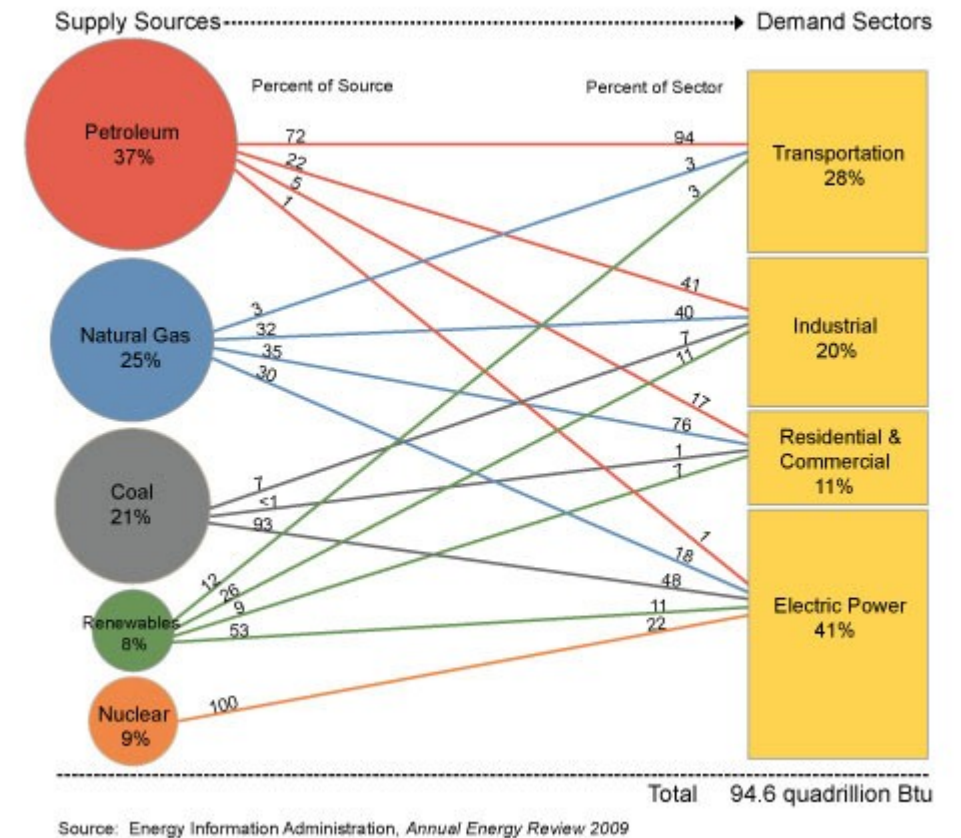 Supply Sources
Demand Sectors
Percent of Source
Percent of Sector
Petroleum
37%
72
22
5
1
Natural Gas
25%
3
32
35
30
Coal
21%
7
<1
93
Renewables
8%
12
26
9
53
Nuclear
9%
100
94
3
3
Transportation
28%
41
40
7
11
Industrial
20%
17
76
1
7
Residential &
Commercial
11%
1
18
48
11
22
Electric Power
41%
Total 94.6 quadrillion Btu
Source: Energy Information Administration, Annual Energy Review 2009